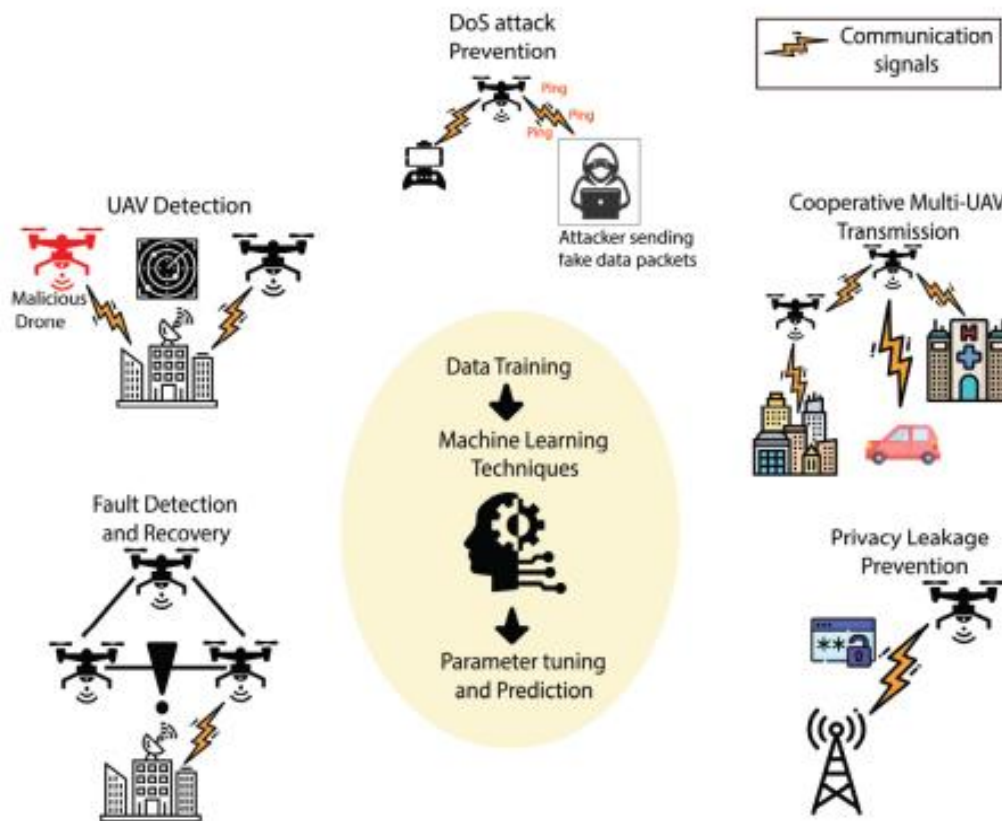 DoS attack
Prevention
Communication
signals
Ping
Ping
Ping
Attacker sending
fake data packets
UAV Detection
Malicious
Drone
Cooperative Multi-UAV
Transmission
H
Data Training
Machine Learning
Techniques
Parameter tuning
and Prediction
Fault Detection
and Recovery
!
Privacy Leakage
Prevention
**